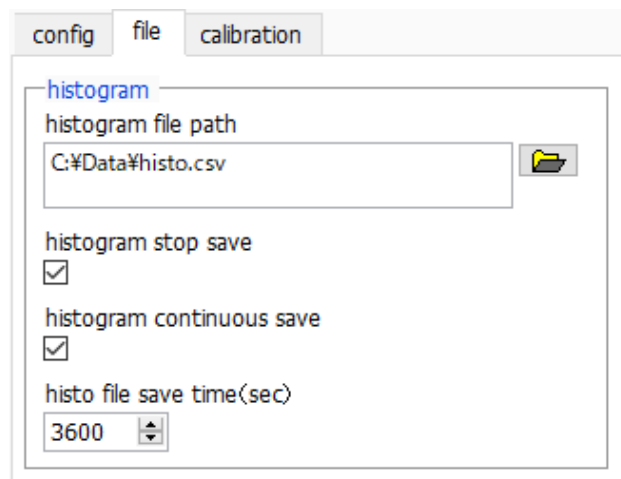 config file calibration
histogram
histogram file path
C:¥Data¥histo.csv
histogram stop save
histogram continuous save
histo file save time(sec)
3600